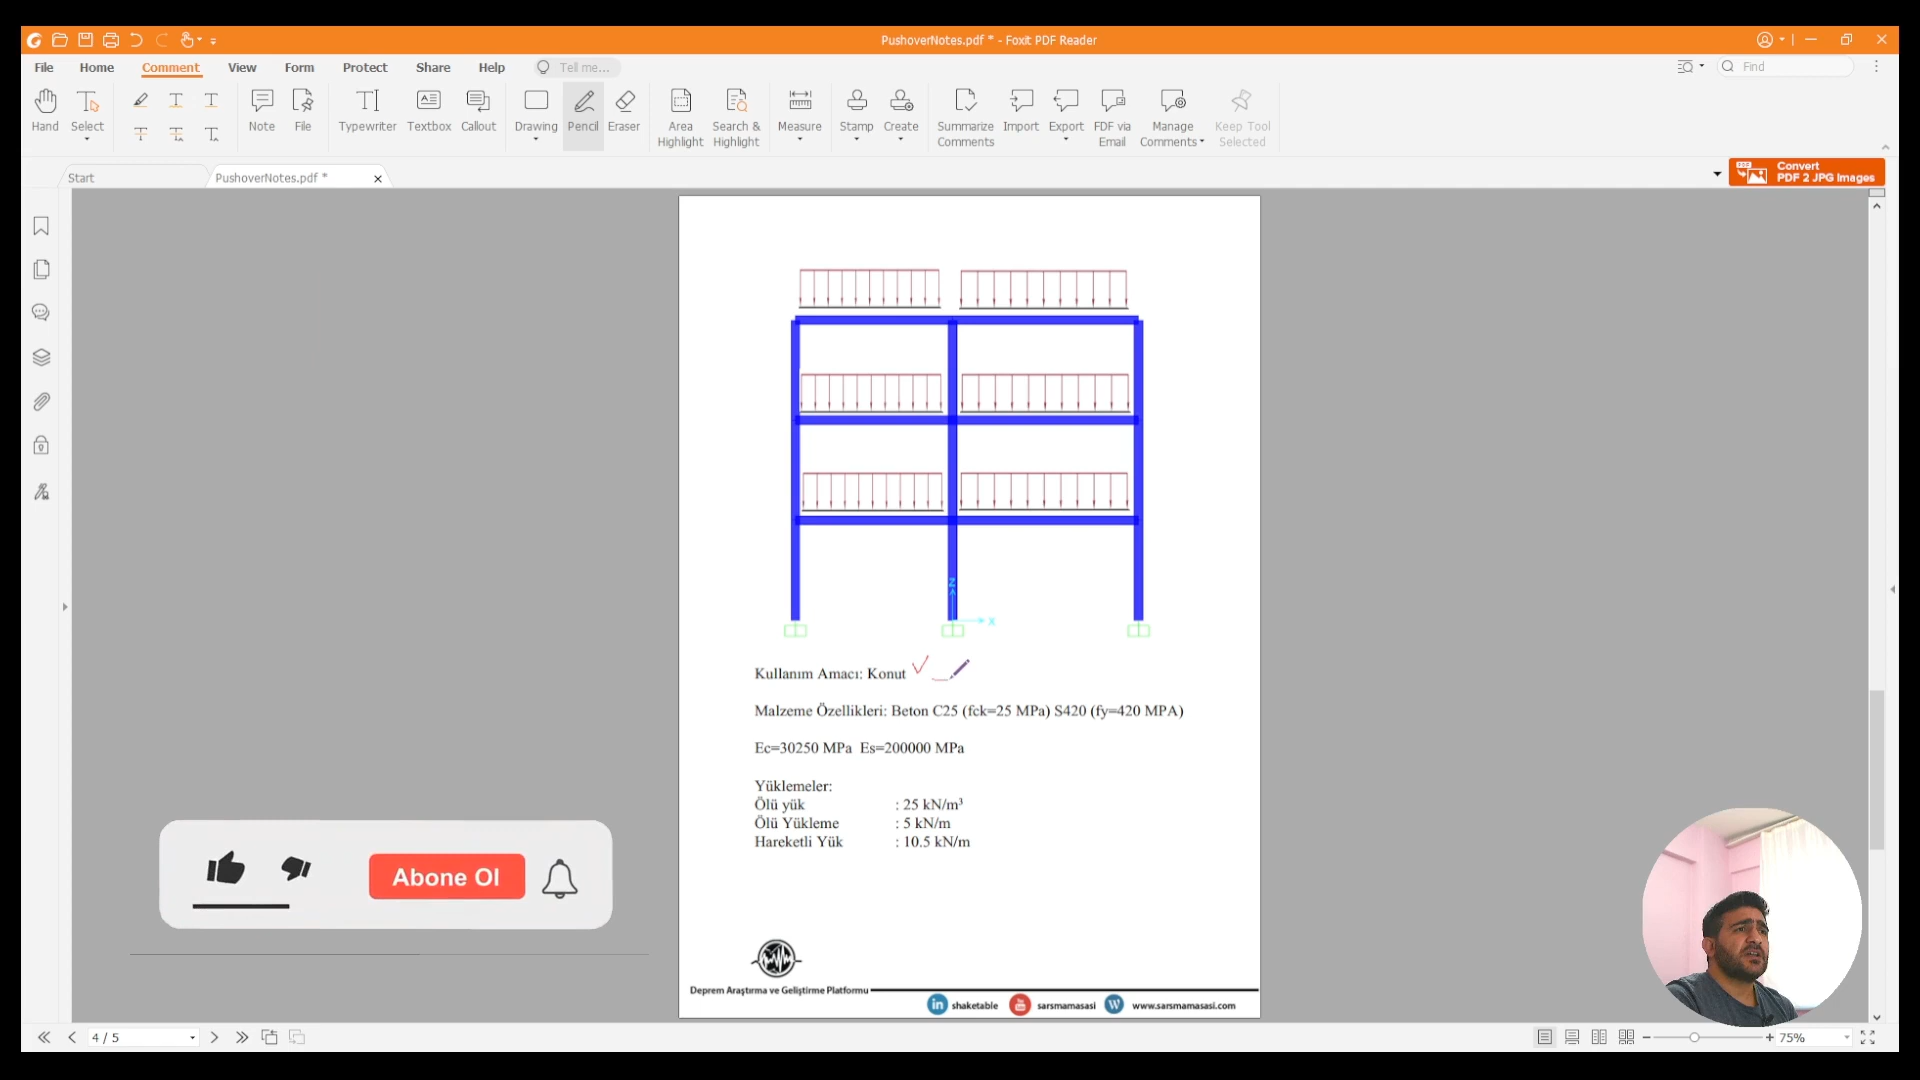 PushoverNotes.pdf * - Foxit PDF Reader
File Home Comment View Form Protect Share Help Tell me... Find
Hand Select Note File Typewriter Textbox Callout Drawing Pencil Eraser Area Highlight Search & Highlight Measure Stamp Create Summarize Comments Import Export FDF via Email Manage Comments Keep Tool Selected
Start PushoverNotes.pdf *
Convert
PDF 2 JPG Images
Z
X
Kullanım Amacı: Konut
Malzeme Özellikleri: Beton C25 (fck=25 MPa) S420 (fy=420 MPA)
Ec=30250 MPa Es=200000 MPa
Yüklemeler:
Ölü yük : 25 kN/m³
Ölü Yükleme : 5 kN/m
Hareketli Yük : 10.5 kN/m
Abone Ol
Deprem Araştırma ve Geliştirme Platformu
in shaketable You Tube sarsmamasasi W www.sarsmamasasi.com
4 / 5
75%